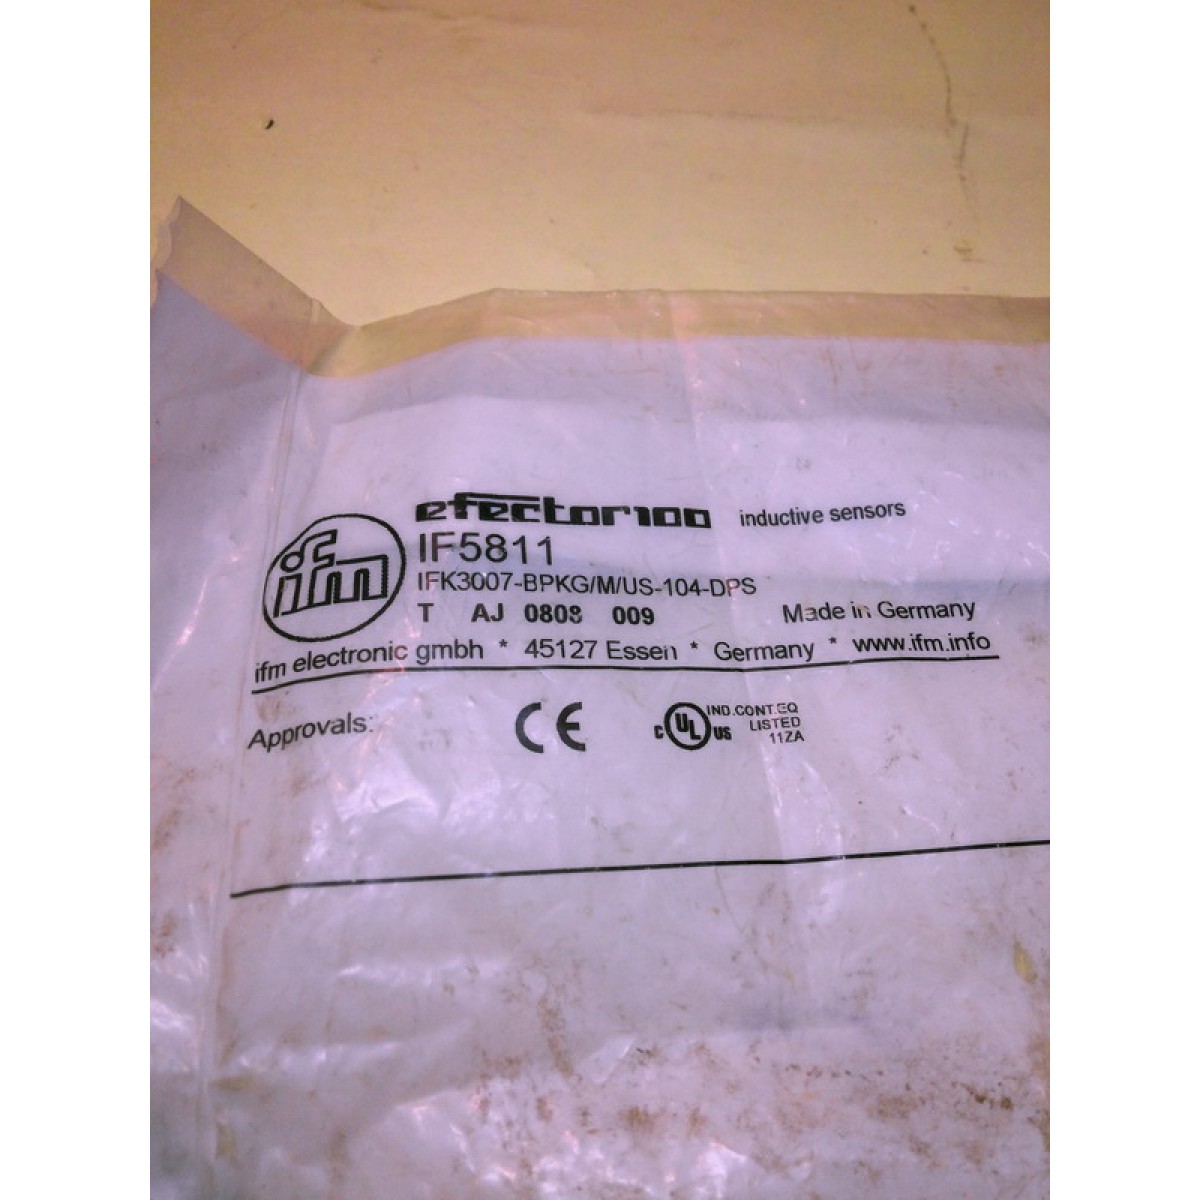 ifm
efector100 inductive sensors
IF5811
IFK3007-BPKG/M/US-104-DPS
T AJ 0808 009 Made in Germany
ifm electronic gmbh * 45127 Essen * Germany * www.ifm.info
Approvals: CE C UL US IND.CONT.EQ
LISTED
11ZA